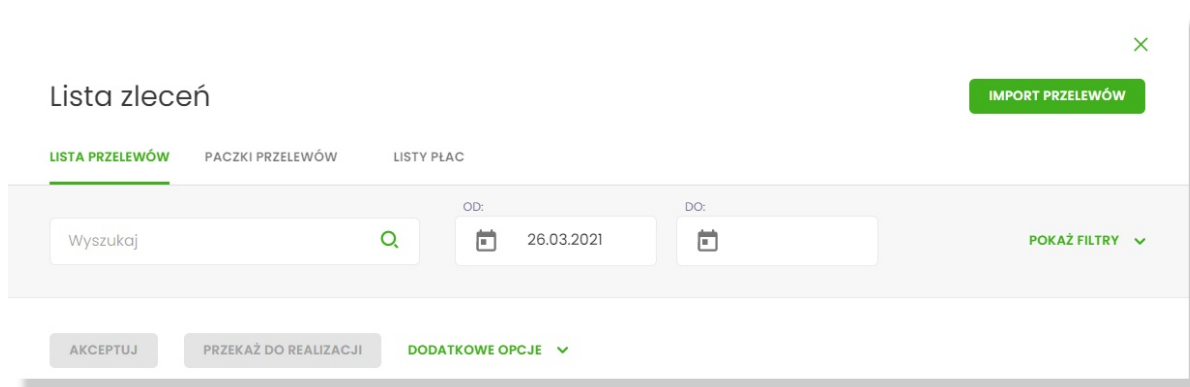 Lista zleceń
IMPORT PRZELEWÓW
LISTA PRZELEWÓW PACZKI PRZELEWÓW LISTY PŁAC
OD: DO:
Wyszukaj 26.03.2021 POKAŻ FILTRY
AKCEPTUJ PRZEKAŻ DO REALIZACJI DODATKOWE OPCJE